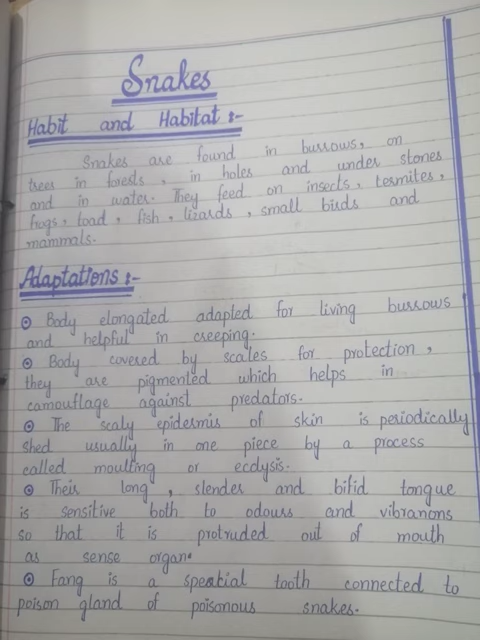 Snakes
Habit and Habitat :-
Snakes are found in burrows, on
trees in forests, in holes and under stones
and in water. They feed on insects, termites,
frogs, toad, fish, lizards, small birds and
mammals.
Adaptations :-
⊙ Body elongated adapted for living burrows
and helpful in creeping.
⊙ Body covered by scales for protection,
they are pigmented which helps in
camouflage against predators.
⊙ The scaly epidermis of skin is periodically
shed usually in one piece by a process
called moulting or ecdysis.
⊙ Their long, slender and bifid tongue
is sensitive both to odours and vibranons
so that it is protruded out of mouth
as sense organ.
⊙ Fang is a speatial tooth connected to
poison gland of poisonous snakes.